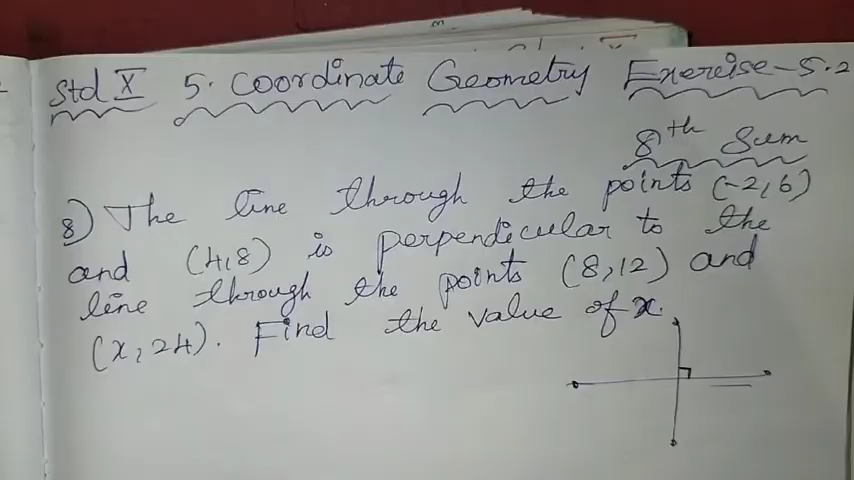 Std X 5. Coordinate Geometry Exercise-5.2
8th Sum
8) The line through the points (-2,6)
and (4,8) is perpendicular to the
line through the points (8,12) and
(x,24). Find the value of x.